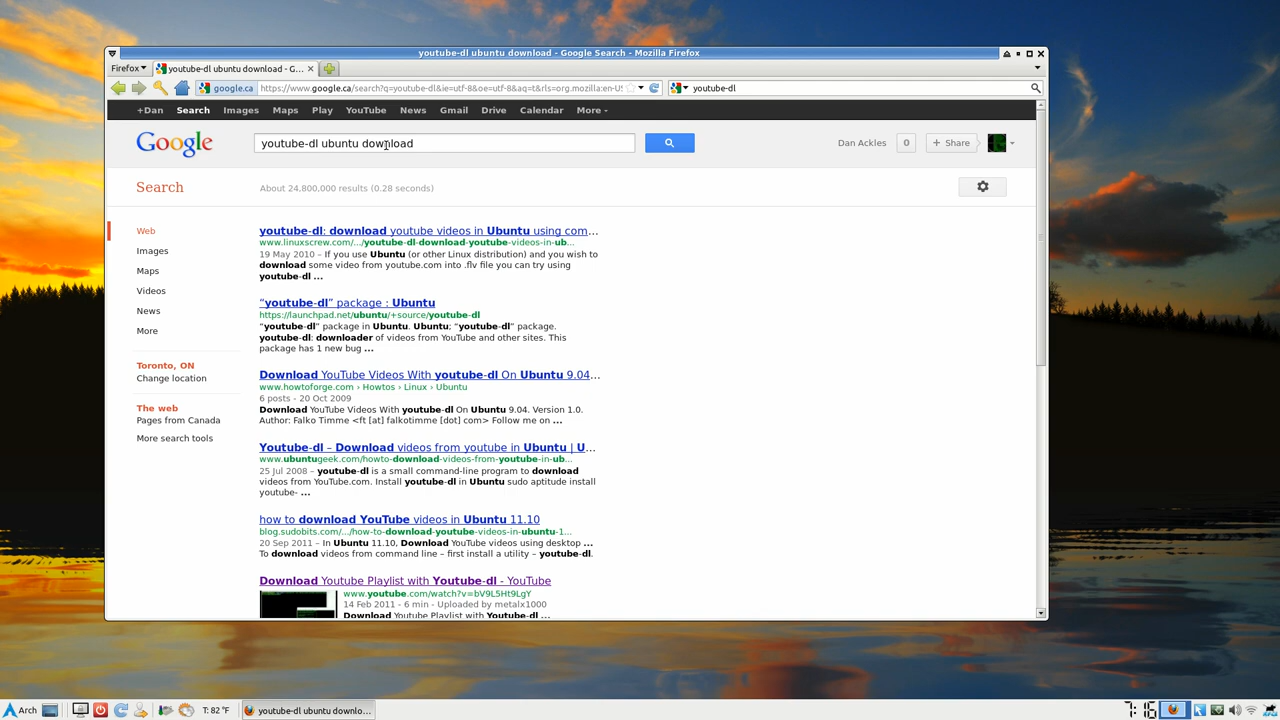 youtube-dl ubuntu download - Google Search - Mozilla Firefox
Firefox
youtube-dl ubuntu download - G...
google.ca
https://www.google.ca/search?q=youtube-dl&ie=utf-8&oe=utf-8&aq=t&rls=org.mozilla:en-US
youtube-dl
+Dan Search Images Maps Play YouTube News Gmail Drive Calendar More
Google
youtube-dl ubuntu download
Dan Ackles
0
+ Share
Search
About 24,800,000 results (0.28 seconds)
Web
Images
Maps
Videos
News
More
Toronto, ON
Change location
The web
Pages from Canada
More search tools
youtube-dl: download youtube videos in Ubuntu using com...
www.linuxscrew.com/.../youtube-dl-download-youtube-videos-in-ub...
19 May 2010 – If you use Ubuntu (or other Linux distribution) and you wish to
download some video from youtube.com into .flv file you can try using
youtube-dl ...
“youtube-dl” package : Ubuntu
https://launchpad.net/ubuntu/+source/youtube-dl
“youtube-dl” package in Ubuntu. Ubuntu; “youtube-dl” package.
youtube-dl: downloader of videos from YouTube and other sites. This
package has 1 new bug ...
Download YouTube Videos With youtube-dl On Ubuntu 9.04...
www.howtoforge.com › Howtos › Linux › Ubuntu
6 posts - 20 Oct 2009
Download YouTube Videos With youtube-dl On Ubuntu 9.04. Version 1.0.
Author: Falko Timme <ft [at] falkotimme [dot] com> Follow me on ...
Youtube-dl – Download videos from youtube in Ubuntu | U...
www.ubuntugeek.com/howto-download-videos-from-youtube-in-ub...
25 Jul 2008 – youtube-dl is a small command-line program to download
videos from YouTube.com. Install youtube-dl in Ubuntu sudo aptitude install
youtube- ...
how to download YouTube videos in Ubuntu 11.10
blog.sudobits.com/.../how-to-download-youtube-videos-in-ubuntu-1...
20 Sep 2011 – In Ubuntu 11.10, Download YouTube videos using desktop ...
To download videos from command line – first install a utility – youtube-dl.
Download Youtube Playlist with Youtube-dl - YouTube
www.youtube.com/watch?v=bV9L5Ht9LgY
14 Feb 2011 - 6 min - Uploaded by metalx1000
Download Youtube Playlist with Youtube-dl ...
Arch
T: 82 °F
youtube-dl ubuntu downlo...
7:16